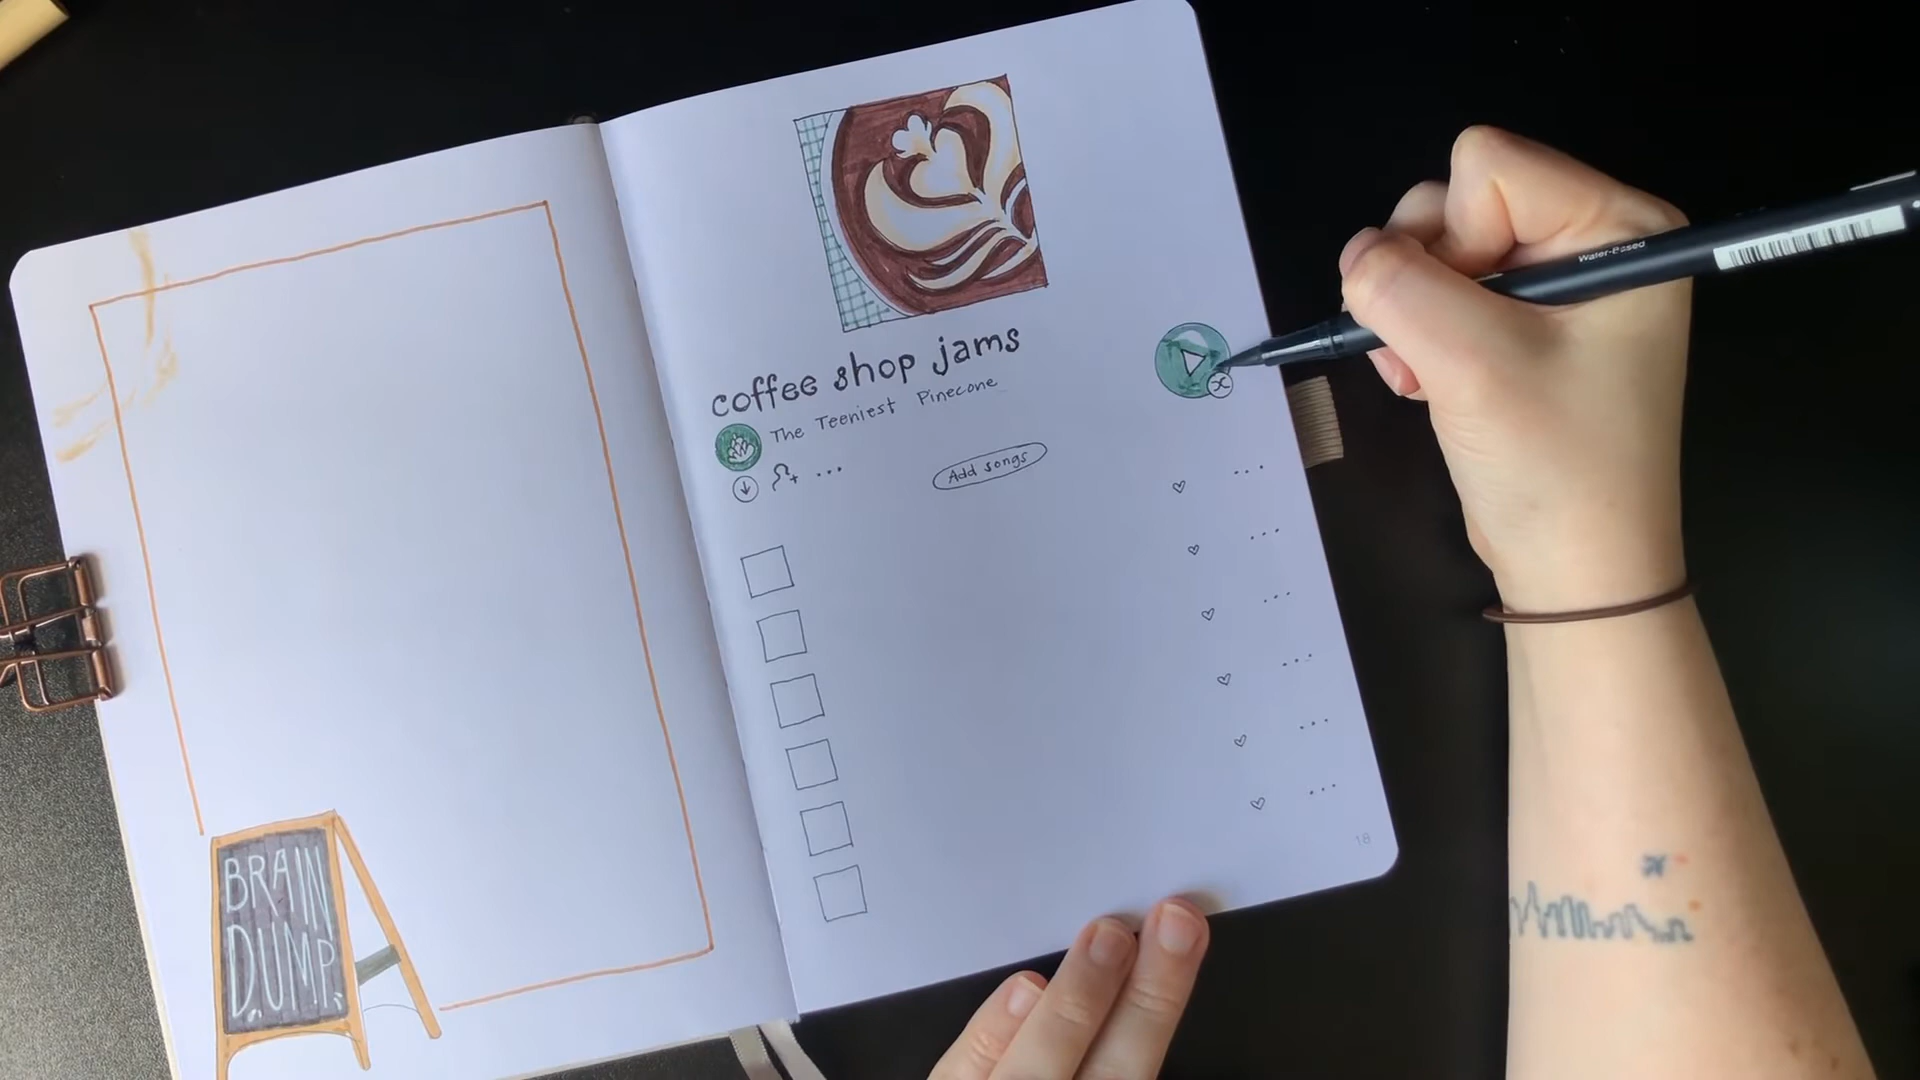 BRAIN
DUMP
coffee shop jams
The Teeniest Pinecone
Add songs
18
Water-Based